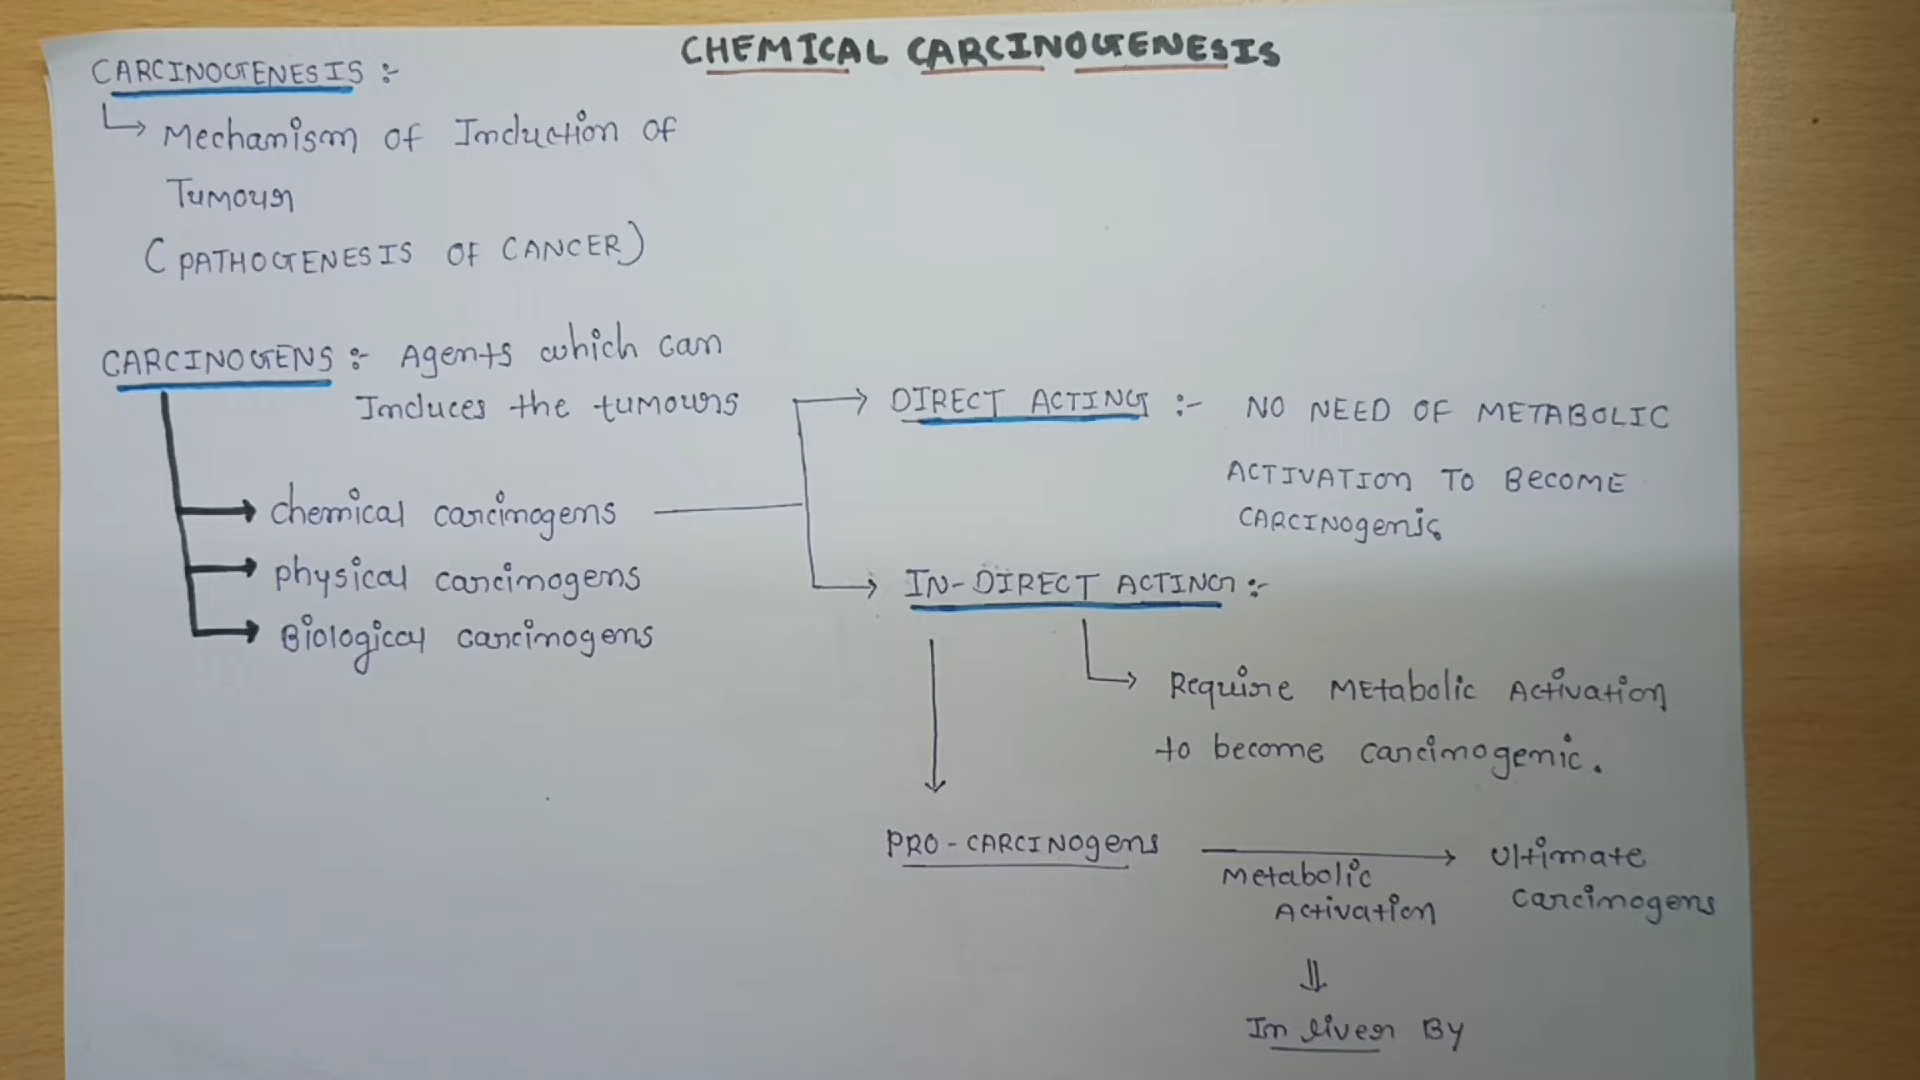 CHEMICAL CARCINOGENESIS
CARCINOGENESIS :-
Mechanism of Induction of
Tumour
(PATHOGENESIS OF CANCER)
CARCINOGENS :- Agents which can
Induces the tumours
chemical carcinogens
physical carcinogens
Biological carcinogens
DIRECT ACTING :- NO NEED OF METABOLIC
ACTIVATION TO BECOME
CARCINOgenic
IN-DIRECT ACTING :-
Require Metabolic Activation
to become carcinogenic.
PRO-CARCINOgens
Metabolic
Activation
Ultimate
carcinogens
In liver By